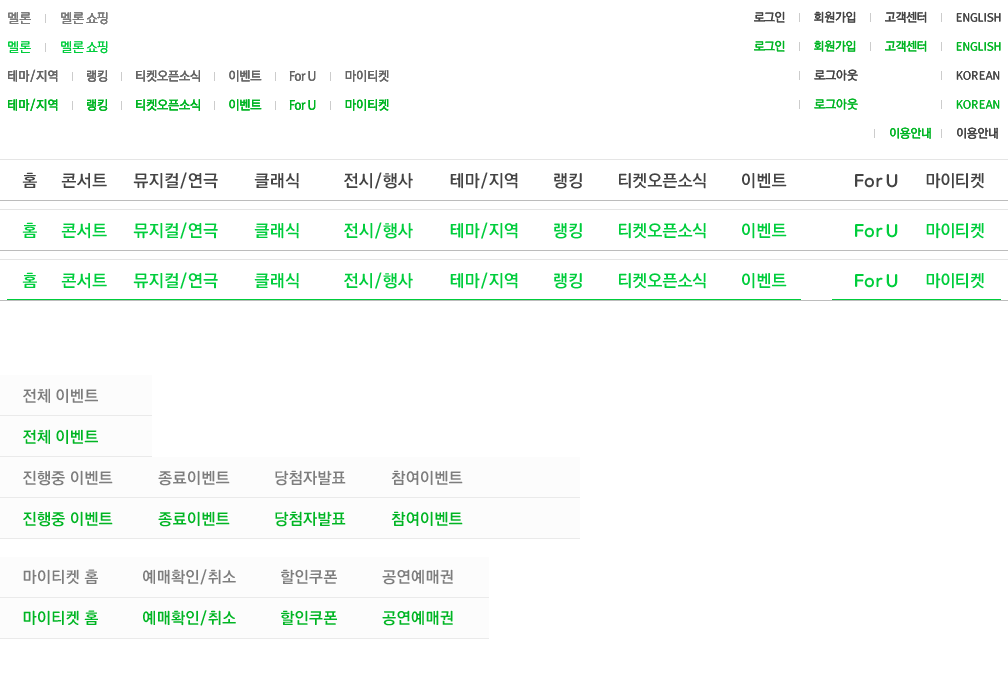 멜론 멜론 쇼핑 로그인 회원가입 고객센터 ENGLISH
멜론 멜론 쇼핑 로그인 회원가입 고객센터 ENGLISH
테마/지역 랭킹 티켓오픈소식 이벤트 For U 마이티켓 로그아웃 KOREAN
테마/지역 랭킹 티켓오픈소식 이벤트 For U 마이티켓 로그아웃 KOREAN
이용안내 이용안내
홈 콘서트 뮤지컬/연극 클래식 전시/행사 테마/지역 랭킹 티켓오픈소식 이벤트 For U 마이티켓
홈 콘서트 뮤지컬/연극 클래식 전시/행사 테마/지역 랭킹 티켓오픈소식 이벤트 For U 마이티켓
홈 콘서트 뮤지컬/연극 클래식 전시/행사 테마/지역 랭킹 티켓오픈소식 이벤트 For U 마이티켓
전체 이벤트
전체 이벤트
진행중 이벤트 종료이벤트 당첨자발표 참여이벤트
진행중 이벤트 종료이벤트 당첨자발표 참여이벤트
마이티켓 홈 예매확인/취소 할인쿠폰 공연예매권
마이티켓 홈 예매확인/취소 할인쿠폰 공연예매권